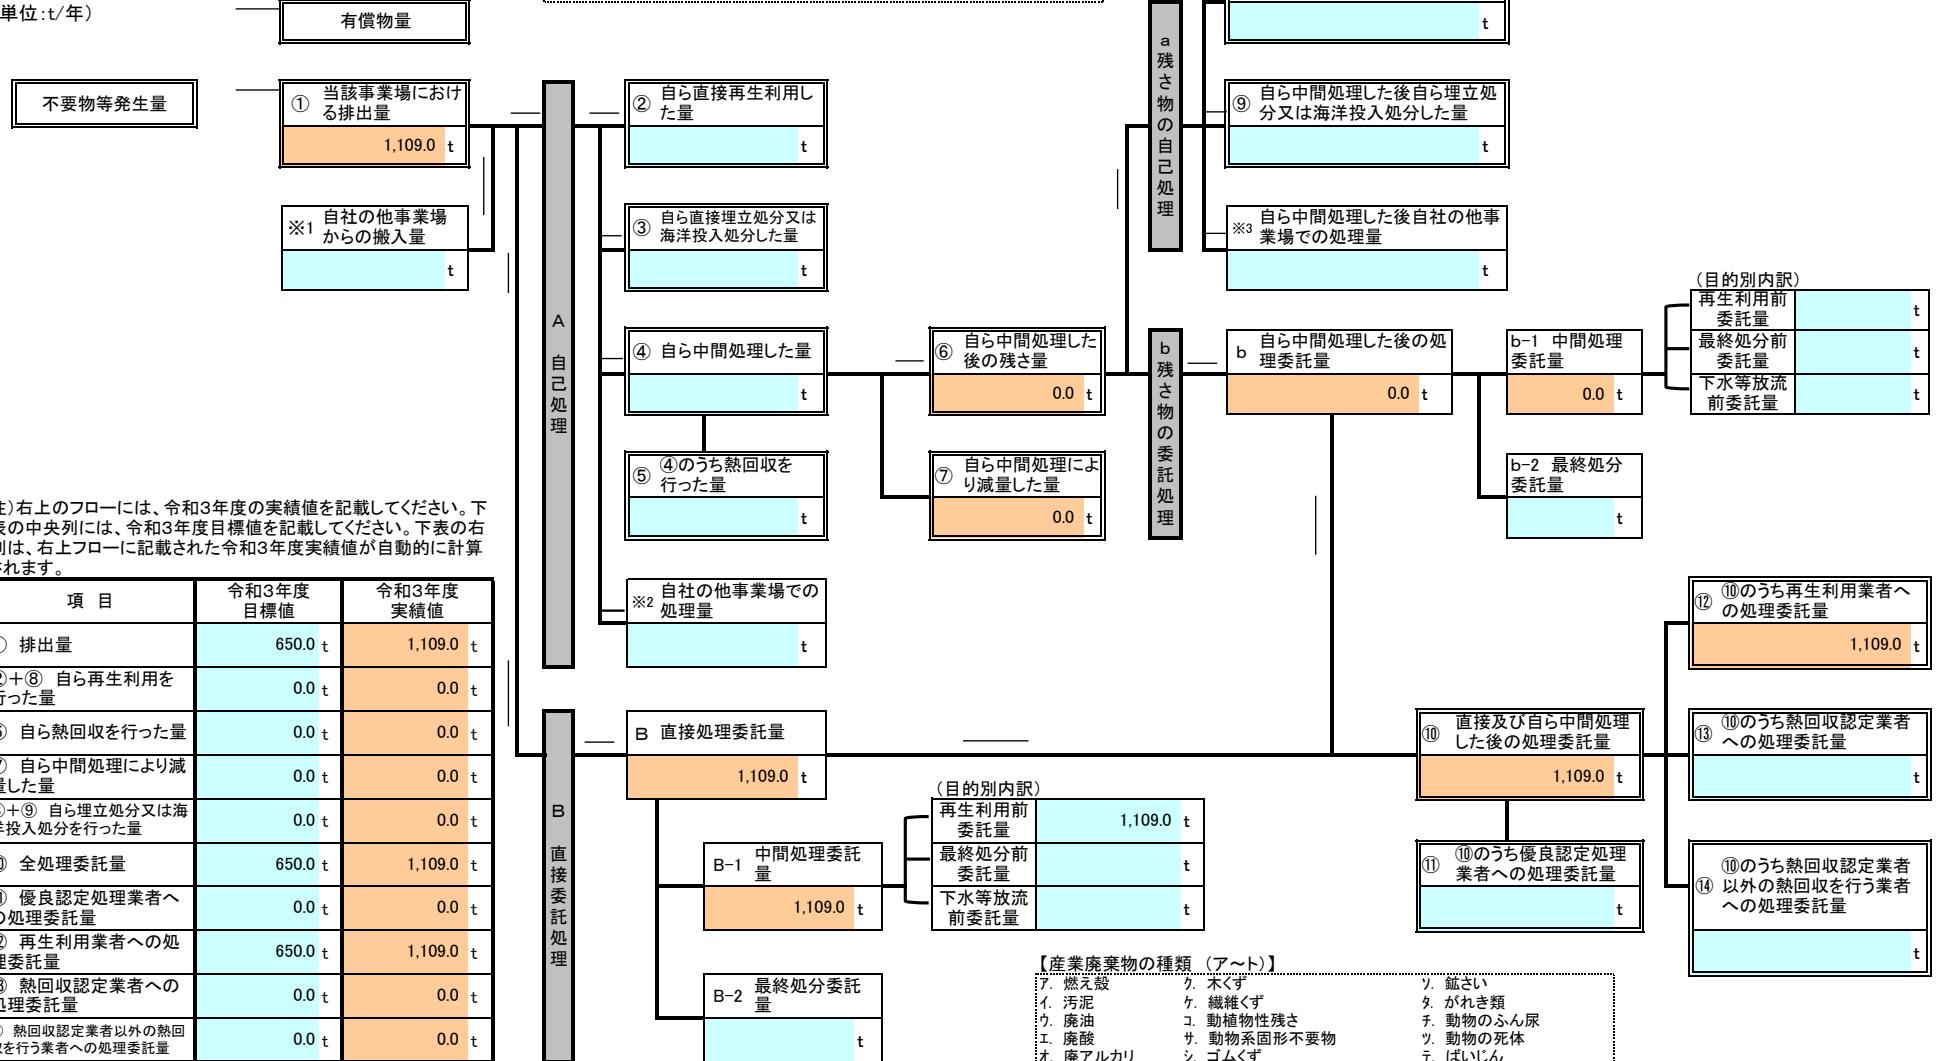 単位:t/年）
有償物量
t
不要物等発生量
① 当該事業場におけ
る排出量
1,109.0 t
※1 自社の他事業場
からの搬入量
t
A 自己処理
② 自ら直接再生利用し
た量
t
③ 自ら直接埋立処分又は
海洋投入処分した量
t
④ 自ら中間処理した量
t
⑤ ④のうち熱回収を
行った量
t
※2 自社の他事業場での
処理量
t
⑥ 自ら中間処理した
後の残さ量
0.0 t
⑦ 自ら中間処理によ
り減量した量
0.0 t
a残さ物の自己処理
⑨ 自ら中間処理した後自ら埋立処
分又は海洋投入処分した量
t
※3 自ら中間処理した後自社の他事
業場での処理量
t
b残さ物の委託処理
b 自ら中間処理した後の処
理委託量
0.0 t
b-1 中間処理
委託量
0.0 t
b-2 最終処分
委託量
t
（目的別内訳）
再生利用前
委託量
t
最終処分前
委託量
t
下水等放流
前委託量
t
注）右上のフローには、令和3年度の実績値を記載してください。下
表の中央列には、令和3年度目標値を記載してください。下表の右
列は、右上フローに記載された令和3年度実績値が自動的に計算
されます。
項 目
令和3年度
目標値
令和3年度
実績値
① 排出量 650.0 t 1,109.0 t
②＋⑧ 自ら再生利用を
行った量 0.0 t 0.0 t
⑤ 自ら熱回収を行った量 0.0 t 0.0 t
⑦ 自ら中間処理により減
量した量 0.0 t 0.0 t
③＋⑨ 自ら埋立処分又は海
洋投入処分を行った量 0.0 t 0.0 t
⑩ 全処理委託量 650.0 t 1,109.0 t
⑪ 優良認定処理業者へ
の処理委託量 0.0 t 0.0 t
⑫ 再生利用業者への処
理委託量 650.0 t 1,109.0 t
⑬ 熱回収認定業者への
処理委託量 0.0 t 0.0 t
⑭ 熱回収認定業者以外の熱回
収を行う業者への処理委託量 0.0 t 0.0 t
B 直接委託処理
B 直接処理委託量
1,109.0 t
B-1 中間処理委託
量
1,109.0 t
B-2 最終処分委託
量
t
（目的別内訳）
再生利用前
委託量
1,109.0 t
最終処分前
委託量
t
下水等放流
前委託量
t
⑩ 直接及び自ら中間処理
した後の処理委託量
1,109.0 t
⑪ ⑩のうち優良認定処理
業者への処理委託量
t
⑫ ⑩のうち再生利用業者へ
の処理委託量
1,109.0 t
⑬ ⑩のうち熱回収認定業者
への処理委託量
t
⑭ ⑩のうち熱回収認定業者
以外の熱回収を行う業者
への処理委託量
t
【産業廃棄物の種類 （ア～ト）】
ア. 燃え殻 ク. 木くず ソ. 鉱さい
イ. 汚泥 ケ. 繊維くず タ. がれき類
ウ. 廃油 コ. 動植物性残さ チ. 動物のふん尿
エ. 廃酸 サ. 動物系固形不要物 ツ. 動物の死体
オ. 廃アルカリ シ. ゴムくず テ. ばいじん